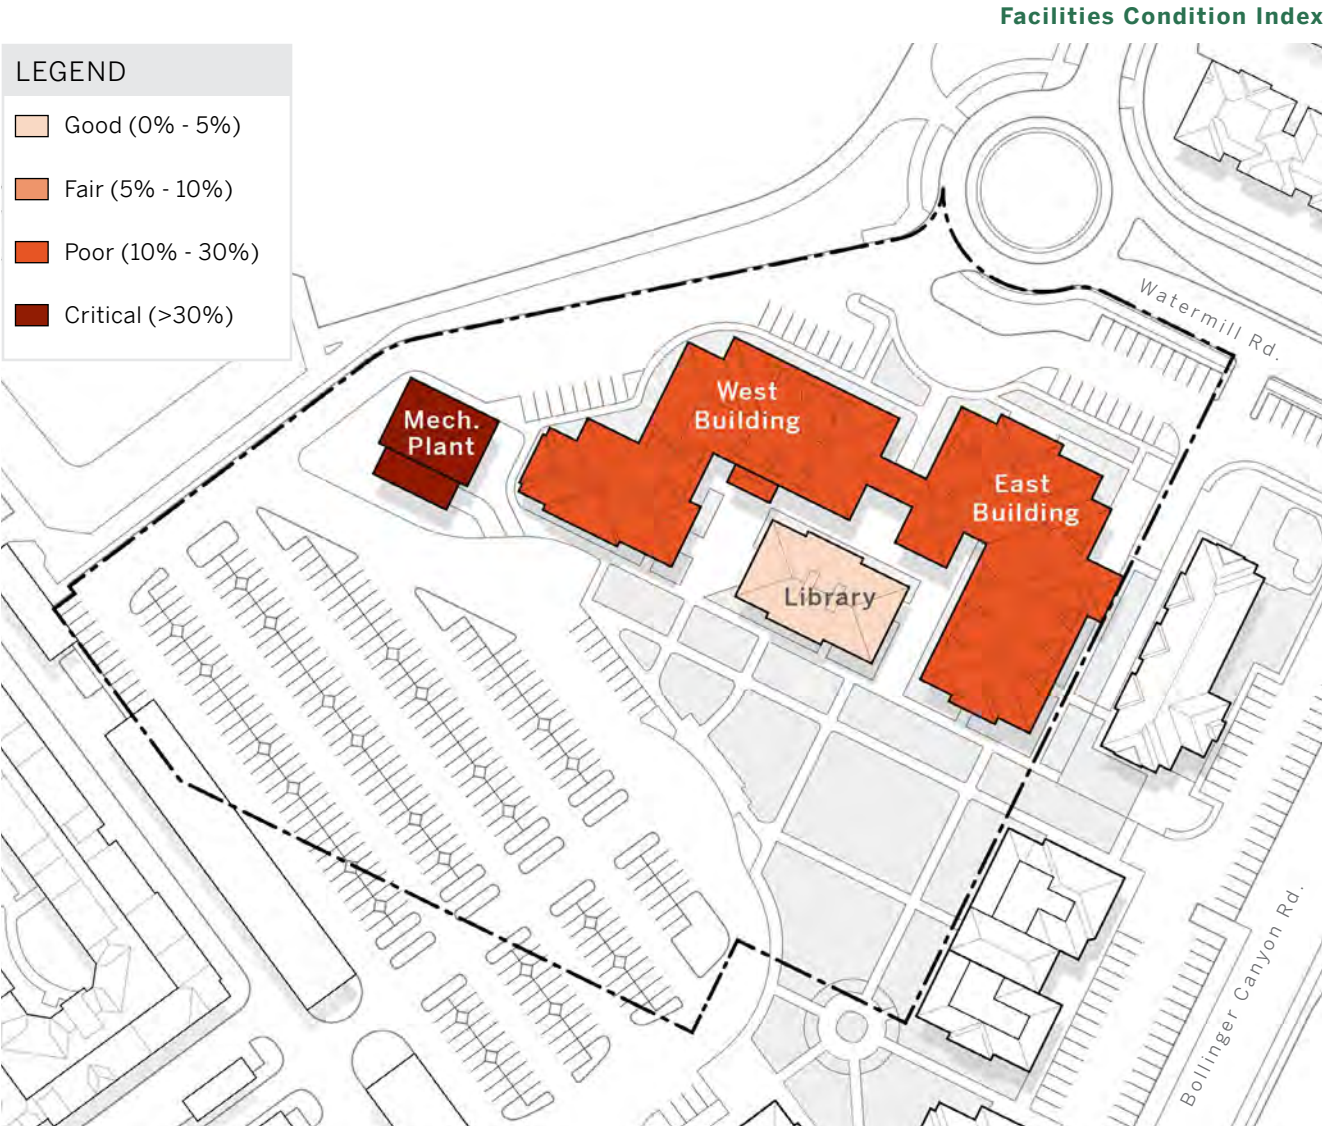 Facilities Condition Index
LEGEND
Good (0% - 5%)
Fair (5% - 10%)
Poor (10% - 30%)
Critical (>30%)
Watermill Rd.
West
Building
Mech.
Plant
East
Building
Library
Bollinger Canyon Rd.